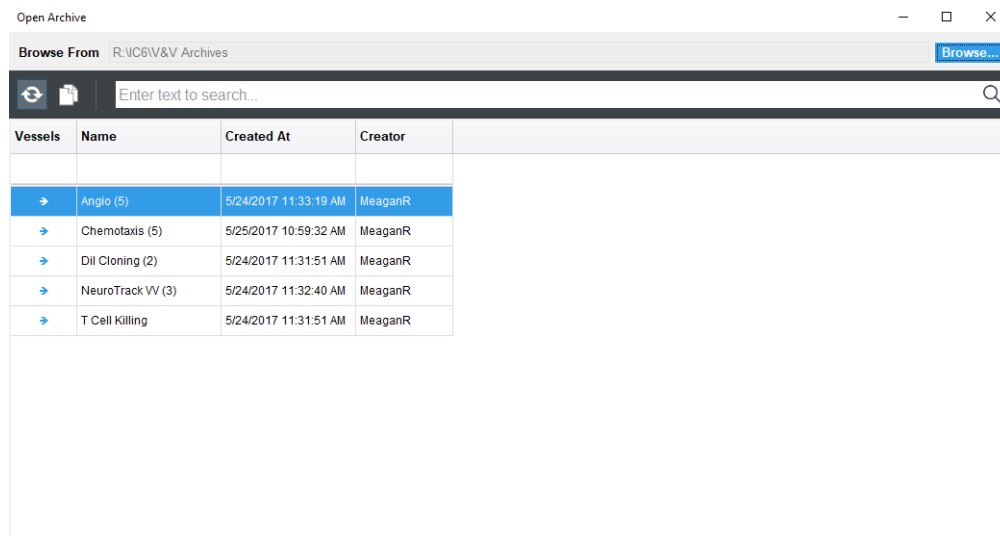 Open Archive
Browse From R:\IC6\V&V Archives Browse...
Enter text to search...
Vessels Name Created At Creator
Angio (5) 5/24/2017 11:33:19 AM MeaganR
Chemotaxis (5) 5/25/2017 10:59:32 AM MeaganR
Dil Cloning (2) 5/24/2017 11:31:51 AM MeaganR
NeuroTrack VV (3) 5/24/2017 11:32:40 AM MeaganR
T Cell Killing 5/24/2017 11:31:51 AM MeaganR